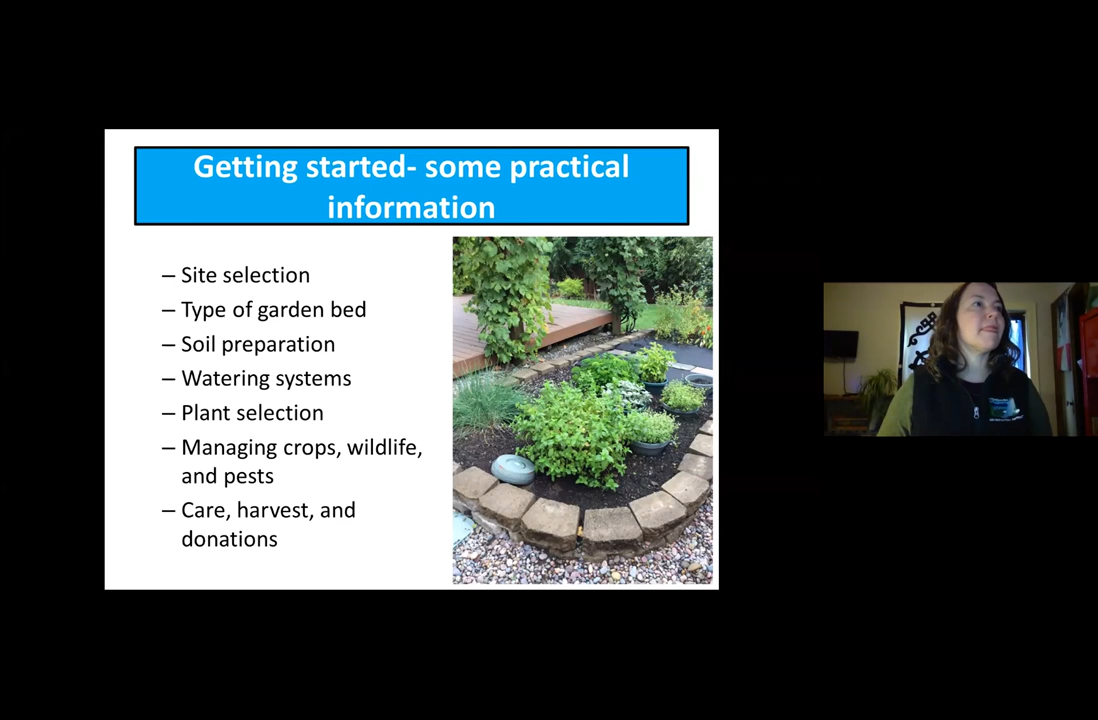 Getting started- some practical
information
– Site selection
– Type of garden bed
– Soil preparation
– Watering systems
– Plant selection
– Managing crops, wildlife,
and pests
– Care, harvest, and
donations